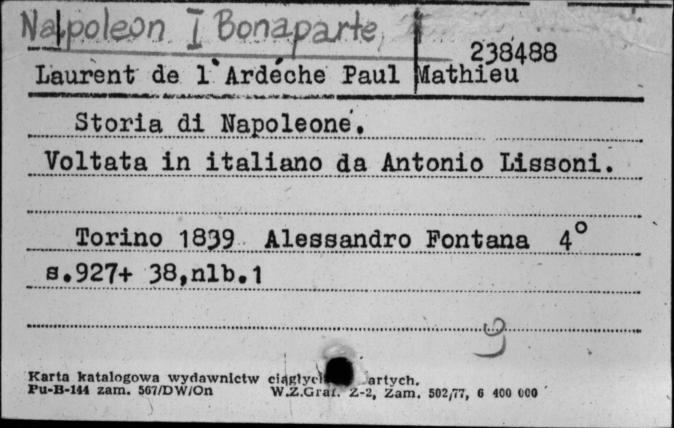 Napoleon I Bonaparte
238488
Laurent de l'Ardéche Paul Mathieu
Storia di Napoleone.
Voltata in italiano da Antonio Lissoni.
Torino 1839 Alessandro Fontana 4°
s.927+ 38,nlb.1
Karta katalogowa wydawnictw artych.
Pu-B-144 zam. 567/DW/On W.Z.Graf. Z-2, Zam. 502/77, 6 400 000